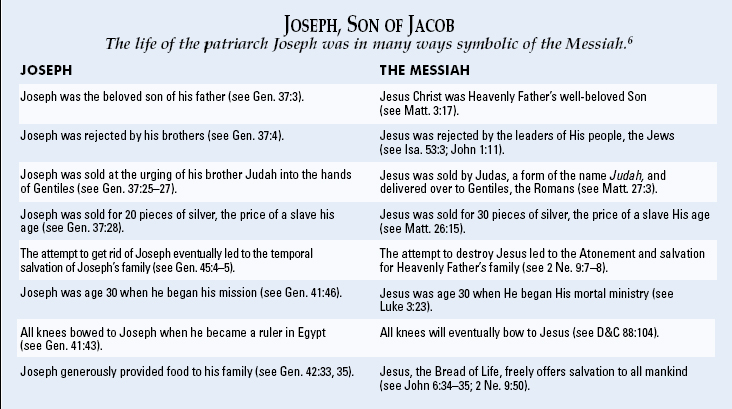 JOSEPH, SON OF JACOB
The life of the patriarch Joseph was in many ways symbolic of the Messiah.6
JOSEPH
THE MESSIAH
Joseph was the beloved son of his father (see Gen. 37:3).
Jesus Christ was Heavenly Father's well-beloved Son
(see Matt. 3:17).
Joseph was rejected by his brothers (see Gen. 37:4).
Jesus was rejected by the leaders of His people, the Jews
(see Isa. 53:3; John 1:11).
Joseph was sold at the urging of his brother Judah into the hands
of Gentiles (see Gen. 37:25–27).
Jesus was sold by Judas, a form of the name Judah, and
delivered over to Gentiles, the Romans (see Matt. 27:3).
Joseph was sold for 20 pieces of silver, the price of a slave his
age (see Gen. 37:28).
Jesus was sold for 30 pieces of silver, the price of a slave His age
(see Matt. 26:15).
The attempt to get rid of Joseph eventually led to the temporal
salvation of Joseph's family (see Gen. 45:4–5).
The attempt to destroy Jesus led to the Atonement and salvation
for Heavenly Father's family (see 2 Ne. 9:7–8).
Joseph was age 30 when he began his mission (see Gen. 41:46).
Jesus was age 30 when He began His mortal ministry (see
Luke 3:23).
All knees bowed to Joseph when he became a ruler in Egypt
(see Gen. 41:43).
All knees will eventually bow to Jesus (see D&C 88:104).
Joseph generously provided food to his family (see Gen. 42:33, 35).
Jesus, the Bread of Life, freely offers salvation to all mankind
(see John 6:34–35; 2 Ne. 9:50).